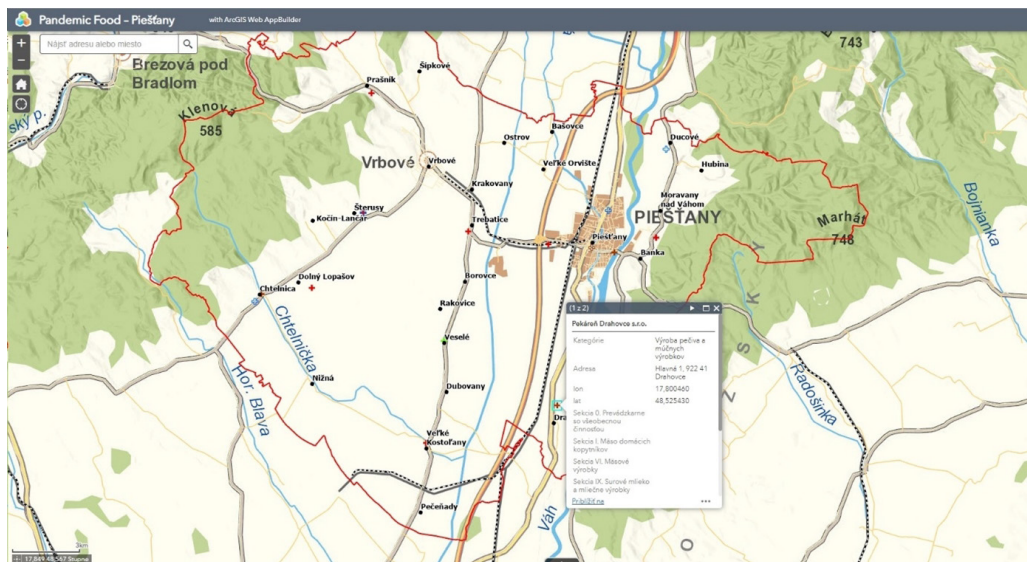 Pandemic Food - Piešťany
with ArcGIS Web AppBuilder
+
Nájsť adresu alebo miesto
−
Brezová pod
Bradlom
ský p.
Klenov
585
Prašník
Šípkové
743
Ostrov
Bašovce
Ducové
Vrbové
Vrbové
Veľké Orvište
Hubina
Krakovany
Moravany
nad Váhom
Šterusy
Kočín-Lančár
Trebatice
PIEŠŤANY
Marhát
748
Bojnianka
Piešťany
Banka
Dolný Lopašov
Chtelnica
Borovce
Rakovice
Chtelnička
Veselé
Nižná
Dubovany
Hor. Blava
Veľké
Kostoľany
Pečeňady
Dra
Váh
Radošinka
S K Y
Z
O
(1 z 2)
Pekáreň Drahovce s.r.o.
Kategórie
Výroba pečiva a
múčnych
výrobkov
Adresa
Hlavná 1, 922 41
Drahovce
lon
17,800460
lat
48,525430
Sekcia 0. Prevádzkarne
so všeobecnou
činnosťou
Sekcia I. Mäso domácich
kopytníkov
Sekcia VI. Mäsové
výrobky
Sekcia IX. Surové mlieko
a mliečne výrobky
Priblížiť na
•••
3km